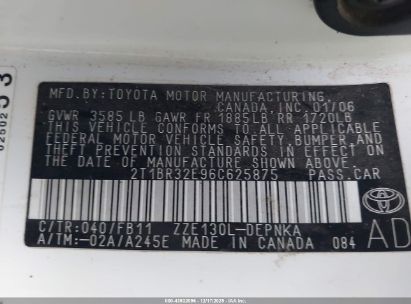 MFD.BY:TOYOTA MOTOR MANUFACTURING
CANADA, INC. 01/06
GVWR 3585 LB GAWR FR 1885LB RR 1720LB
THIS VEHICLE CONFORMS TO ALL APPLICABLE
FEDERAL MOTOR VEHICLE SAFETY, BUMPER, AND
THEFT PREVENTION STANDARDS IN EFFECT ON
THE DATE OF MANUFACTURE SHOWN ABOVE.
2T1BR32E96C625875 PASS.CAR
C/TR:040/FB11 ZZE130L-DEPNKA
A/TM:-02A/A245E MADE IN CANADA 084
TOYOTA
AD